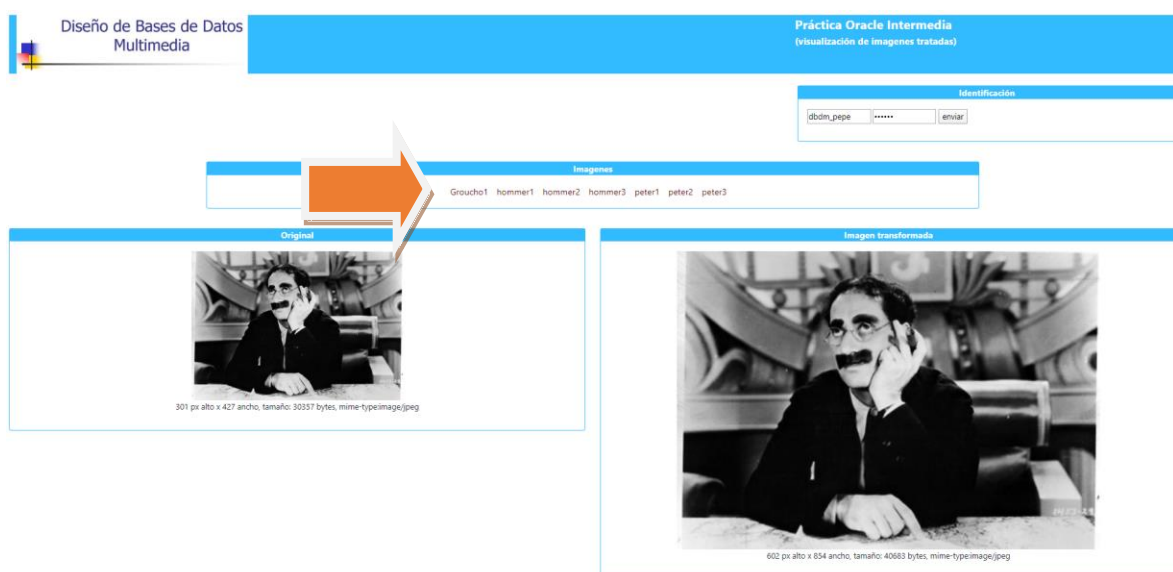 Diseño de Bases de Datos
Multimedia
Práctica Oracle Intermedia
(visualización de imagenes tratadas)
Identificación
dbdm_pepe •••••• enviar
Imagenes
Groucho1 hommer1 hommer2 hommer3 peter1 peter2 peter3
Original
301 px alto x 427 ancho, tamaño: 30357 bytes, mime-type:image/jpeg
Imagen transformada
602 px alto x 854 ancho, tamaño: 40683 bytes, mime-type:image/jpeg